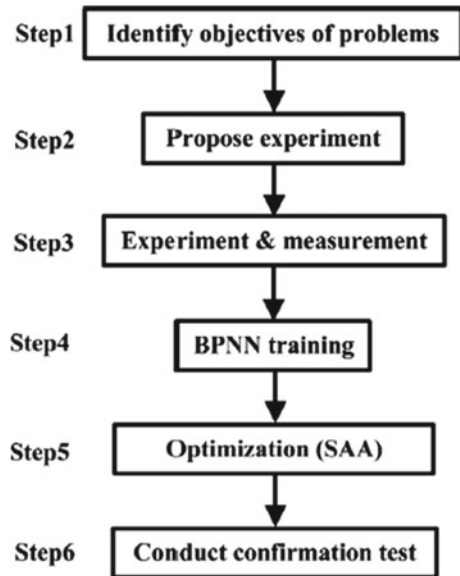 Step1 Identify objectives of problems
Step2 Propose experiment
Step3 Experiment & measurement
Step4 BPNN training
Step5 Optimization (SAA)
Step6 Conduct confirmation test